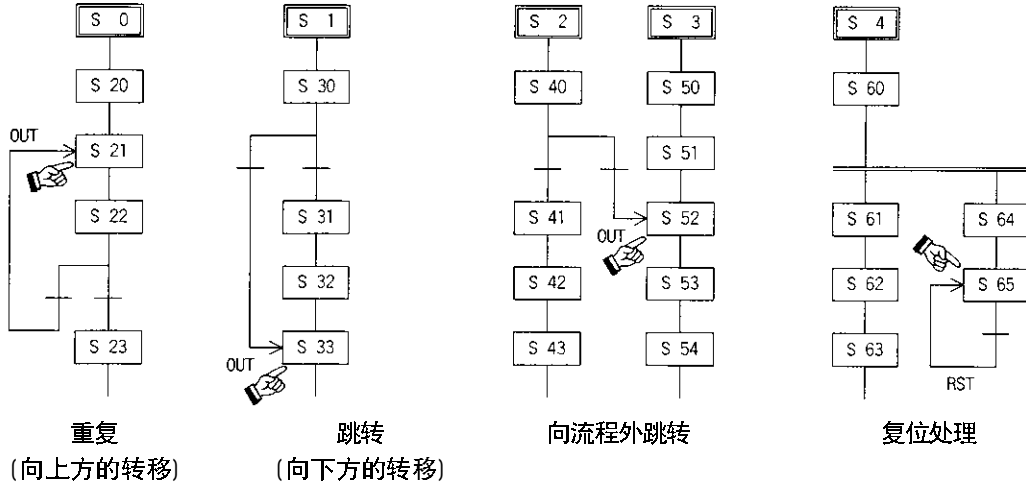 S 0
S 20
OUT
S 21
S 22
S 23
重复
(向上方的转移)
S 1
S 30
S 31
S 32
S 33
OUT
跳转
(向下方的转移)
S 2
S 40
S 41
S 42
S 43
S 3
S 50
S 51
S 52
OUT
S 53
S 54
向流程外跳转
S 4
S 60
S 61
S 62
S 63
S 64
S 65
RST
复位处理